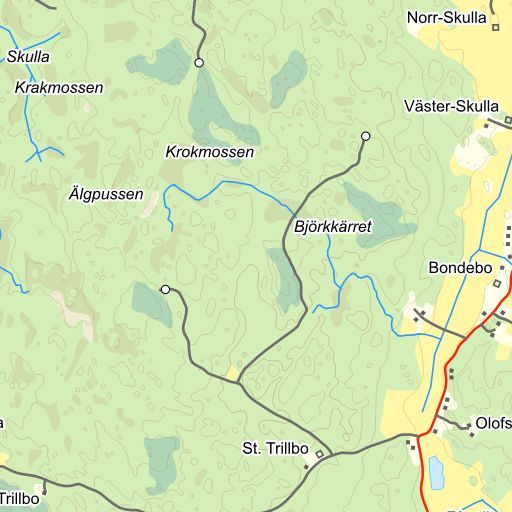 Norr-Skulla
Skulla
Krakmossen
Väster-Skulla
Krokmossen
Älgpussen
Björkkärret
Bondebo
Olofs
St. Trillbo
Trillbo